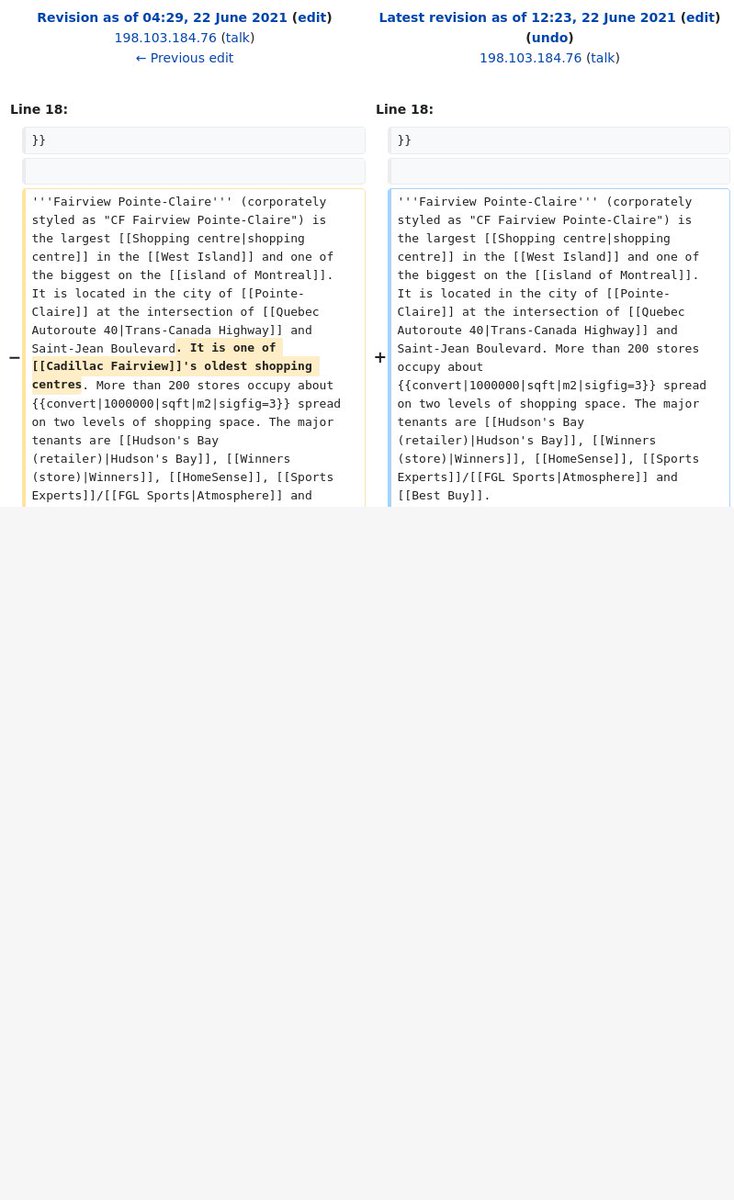 Revision as of 04:29, 22 June 2021 (edit)
198.103.184.76 (talk)
← Previous edit
Latest revision as of 12:23, 22 June 2021 (edit)
(undo)
198.103.184.76 (talk)
Line 18:
Line 18:
}}
}}
−
'''Fairview Pointe-Claire''' (corporately
styled as "CF Fairview Pointe-Claire") is
the largest [[Shopping centre|shopping
centre]] in the [[West Island]] and one of
the biggest on the [[island of Montreal]].
It is located in the city of [[Pointe-
Claire]] at the intersection of [[Quebec
Autoroute 40|Trans-Canada Highway]] and
Saint-Jean Boulevard. It is one of
[[Cadillac Fairview]]'s oldest shopping
centres. More than 200 stores occupy about
{{convert|1000000|sqft|m2|sigfig=3}} spread
on two levels of shopping space. The major
tenants are [[Hudson's Bay
(retailer)|Hudson's Bay]], [[Winners
(store)|Winners]], [[HomeSense]], [[Sports
Experts]]/[[FGL Sports|Atmosphere]] and
+
'''Fairview Pointe-Claire''' (corporately
styled as "CF Fairview Pointe-Claire") is
the largest [[Shopping centre|shopping
centre]] in the [[West Island]] and one of
the biggest on the [[island of Montreal]].
It is located in the city of [[Pointe-
Claire]] at the intersection of [[Quebec
Autoroute 40|Trans-Canada Highway]] and
Saint-Jean Boulevard. More than 200 stores
occupy about
{{convert|1000000|sqft|m2|sigfig=3}} spread
on two levels of shopping space. The major
tenants are [[Hudson's Bay
(retailer)|Hudson's Bay]], [[Winners
(store)|Winners]], [[HomeSense]], [[Sports
Experts]]/[[FGL Sports|Atmosphere]] and
[[Best Buy]].